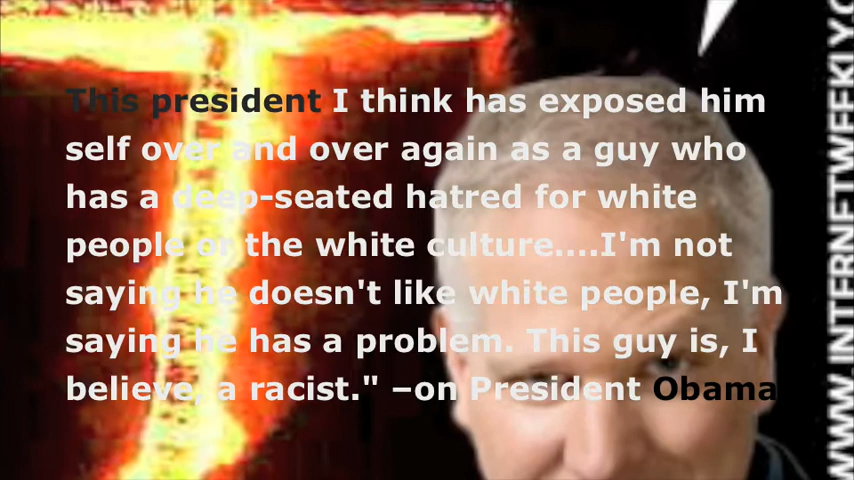 This president I think has exposed him
self over and over again as a guy who
has a deep-seated hatred for white
people or the white culture....I'm not
saying he doesn't like white people, I'm
saying he has a problem. This guy is, I
believe, a racist." –on President Obama
WWW.INTERNETWEEKLY.O